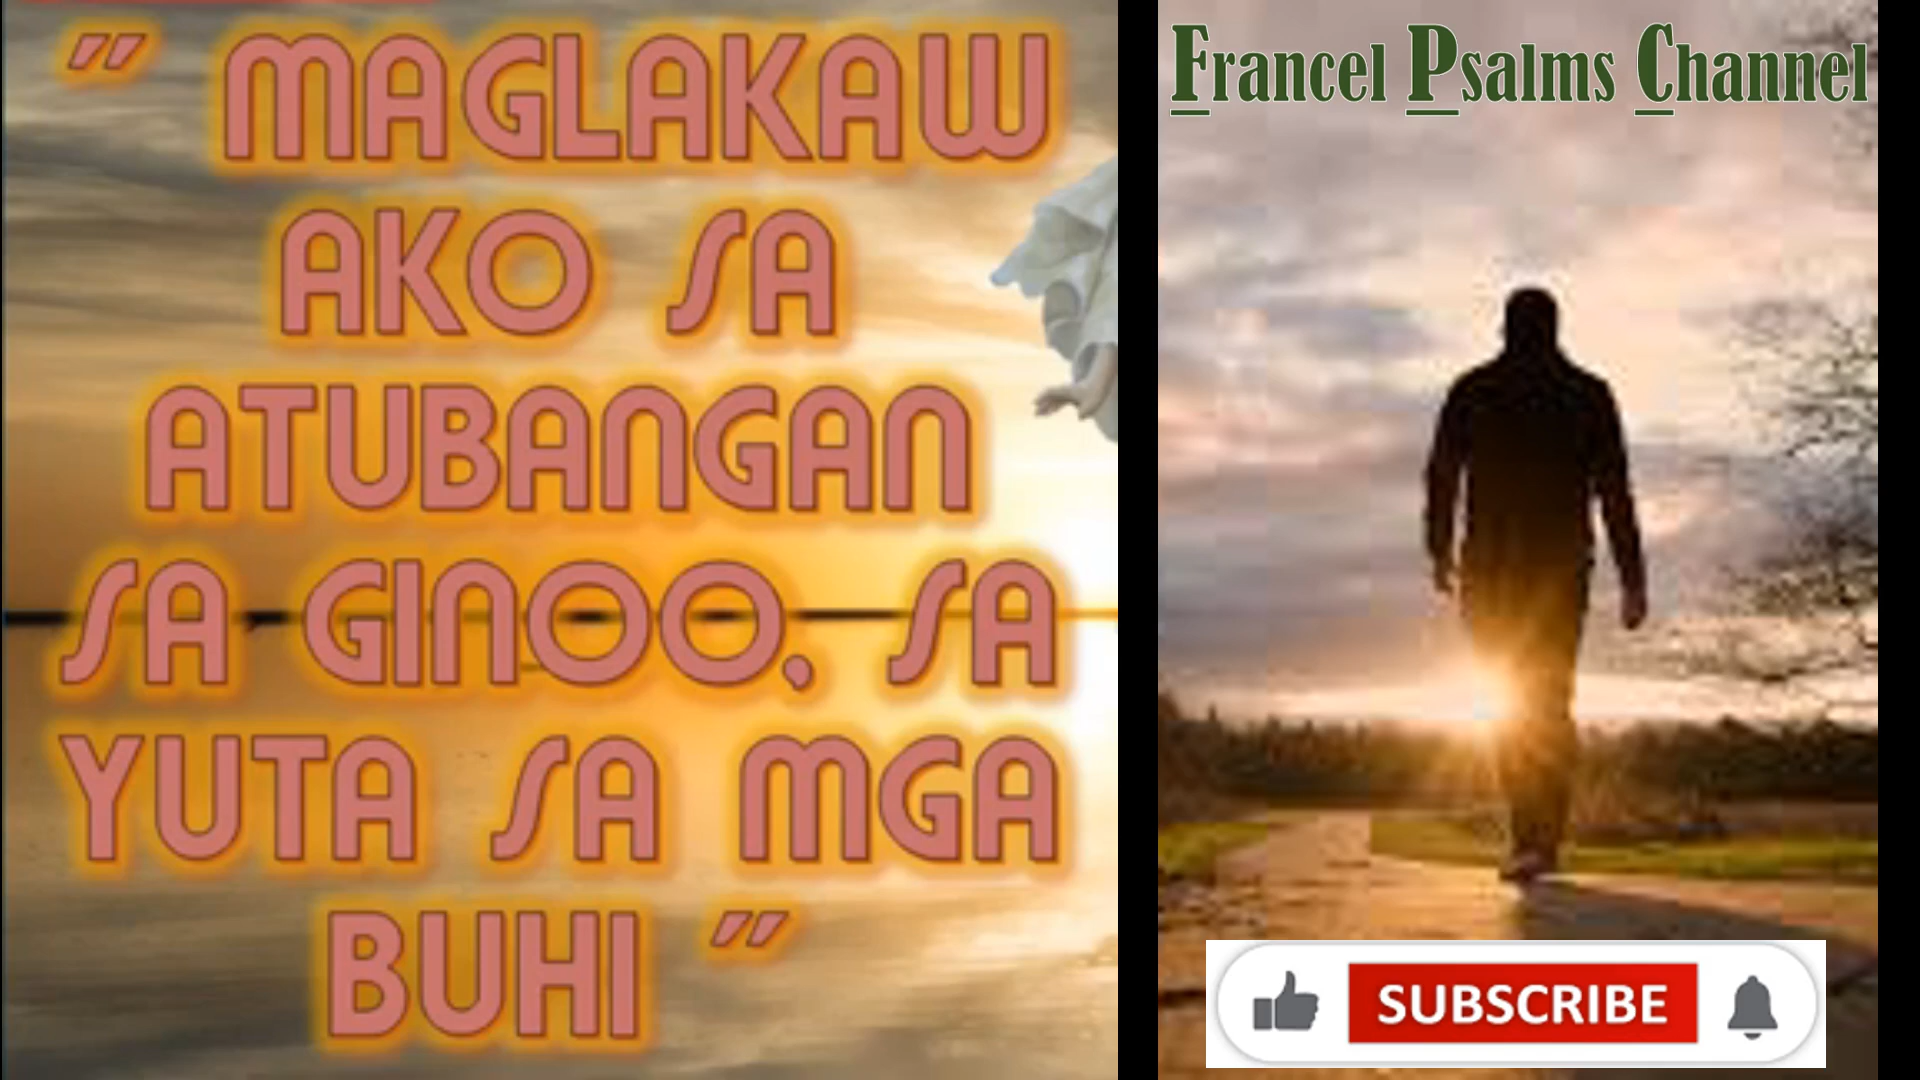 " MAGLAKAW
AKO SA
ATUBANGAN
SA GINOO, SA
YUTA SA MGA
BUHI "
Francel Psalms Channel
SUBSCRIBE